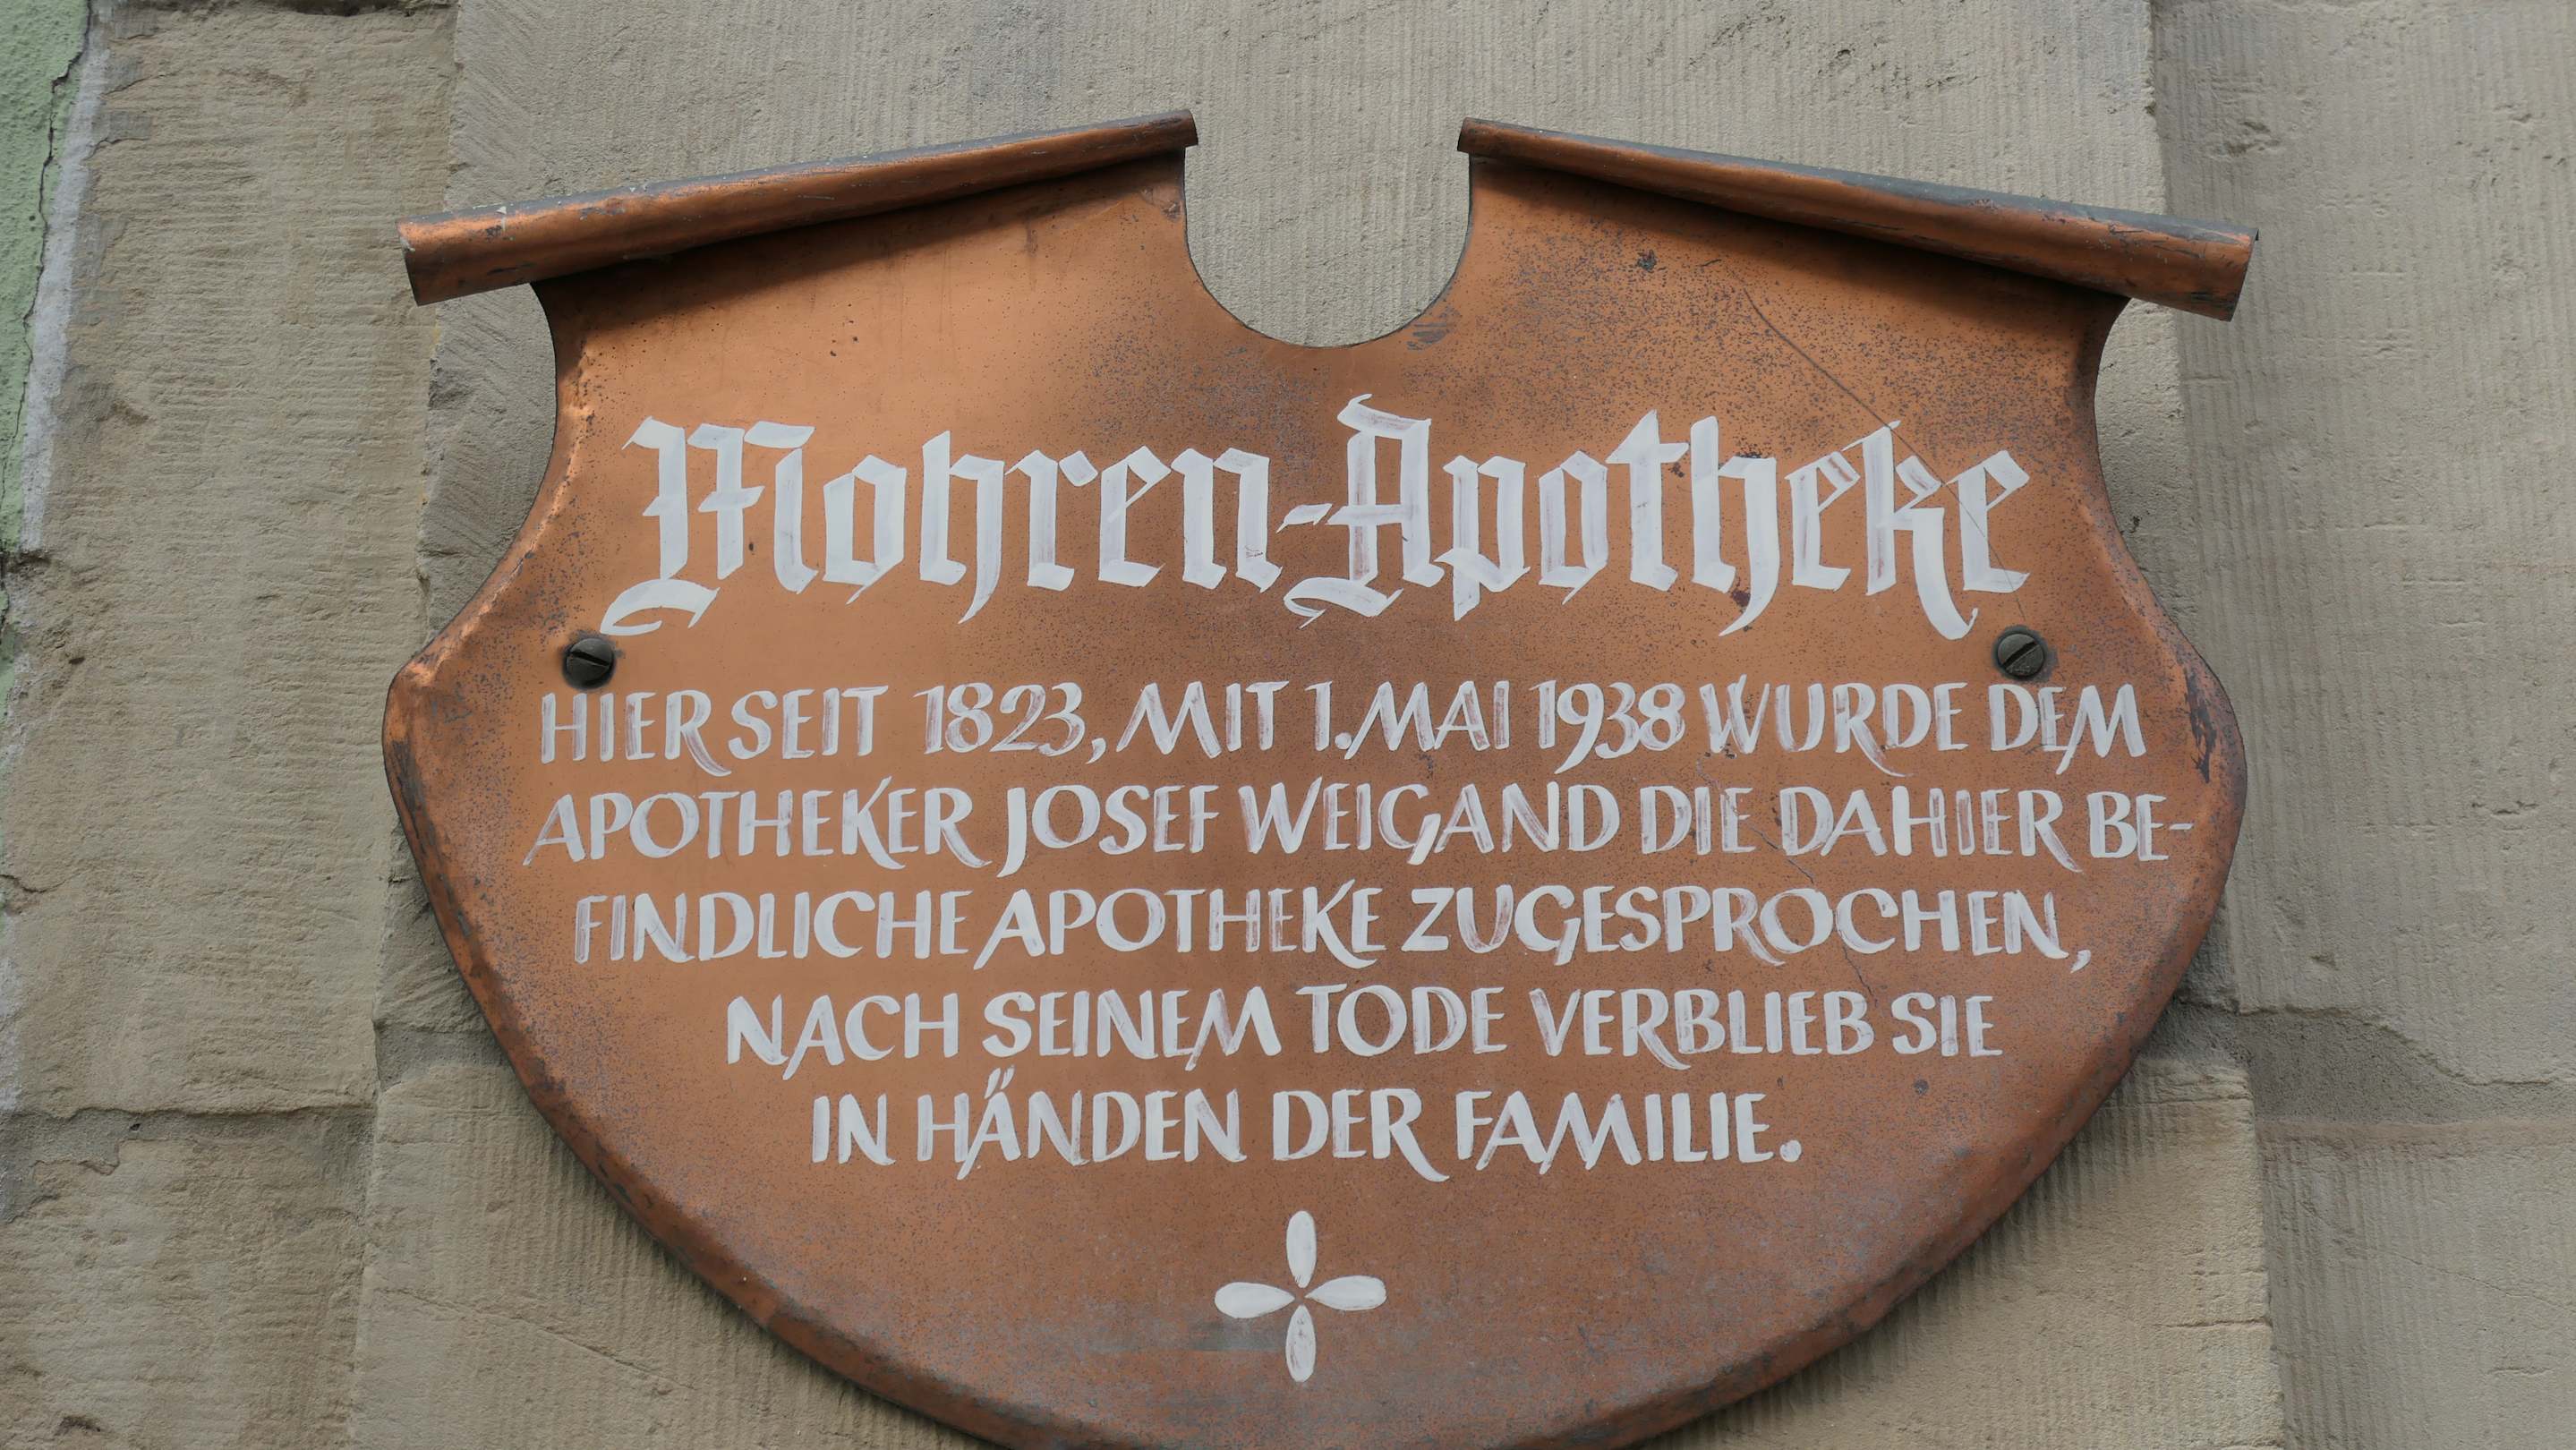 Mohren-Apotheke
HIER SEIT 1823, MIT 1. MAI 1938 WURDE DEM
APOTHEKER JOSEF WEIGAND DIE DAHIER BE-
FINDLICHE APOTHEKE ZUGESPROCHEN,
NACH SEINEM TODE VERBLIEB SIE
IN HÄNDEN DER FAMILIE.